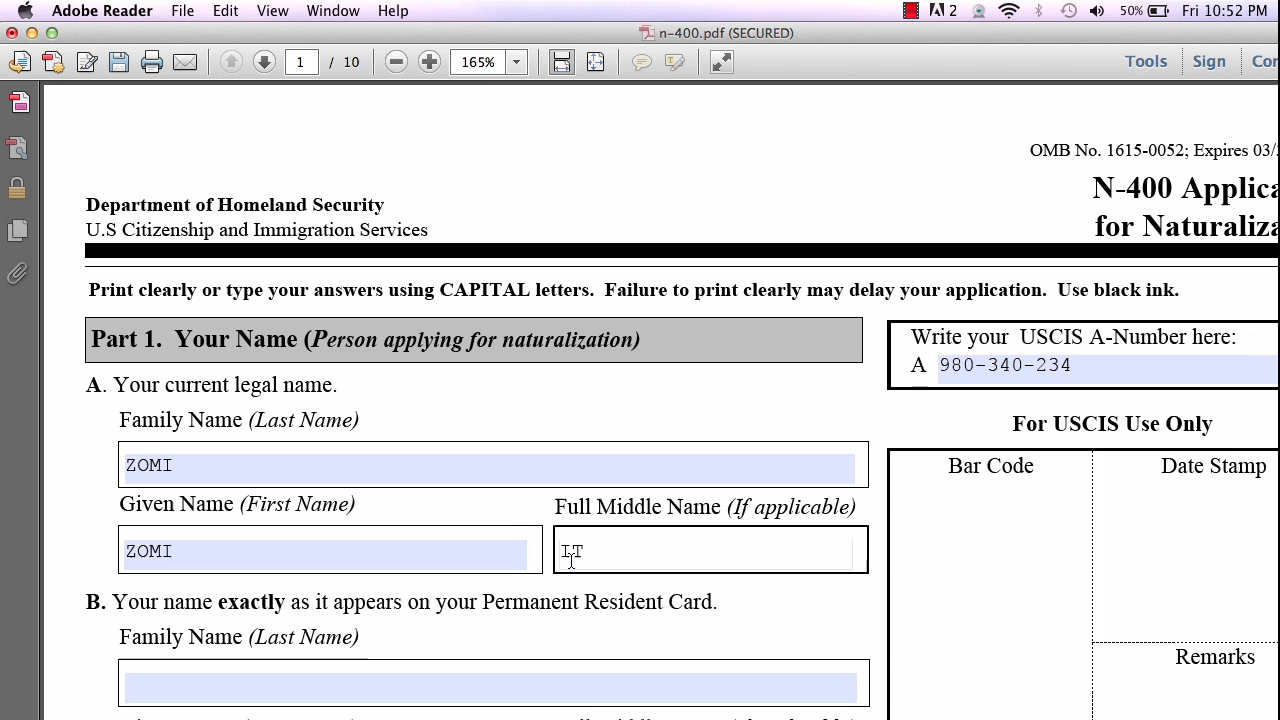 Adobe Reader File Edit View Window Help 2 50% Fri 10:52 PM
n-400.pdf (SECURED)
1 / 10 165% Tools Sign
OMB No. 1615-0052; Expires 03/
N-400 Applica
for Naturaliza
Department of Homeland Security
U.S Citizenship and Immigration Services
Print clearly or type your answers using CAPITAL letters. Failure to print clearly may delay your application. Use black ink.
Part 1. Your Name (Person applying for naturalization)
Write your USCIS A-Number here:
A 980-340-234
A. Your current legal name.
Family Name (Last Name)
ZOMI
Given Name (First Name) Full Middle Name (If applicable)
ZOMI IT
For USCIS Use Only
Bar Code Date Stamp
Remarks
B. Your name exactly as it appears on your Permanent Resident Card.
Family Name (Last Name)